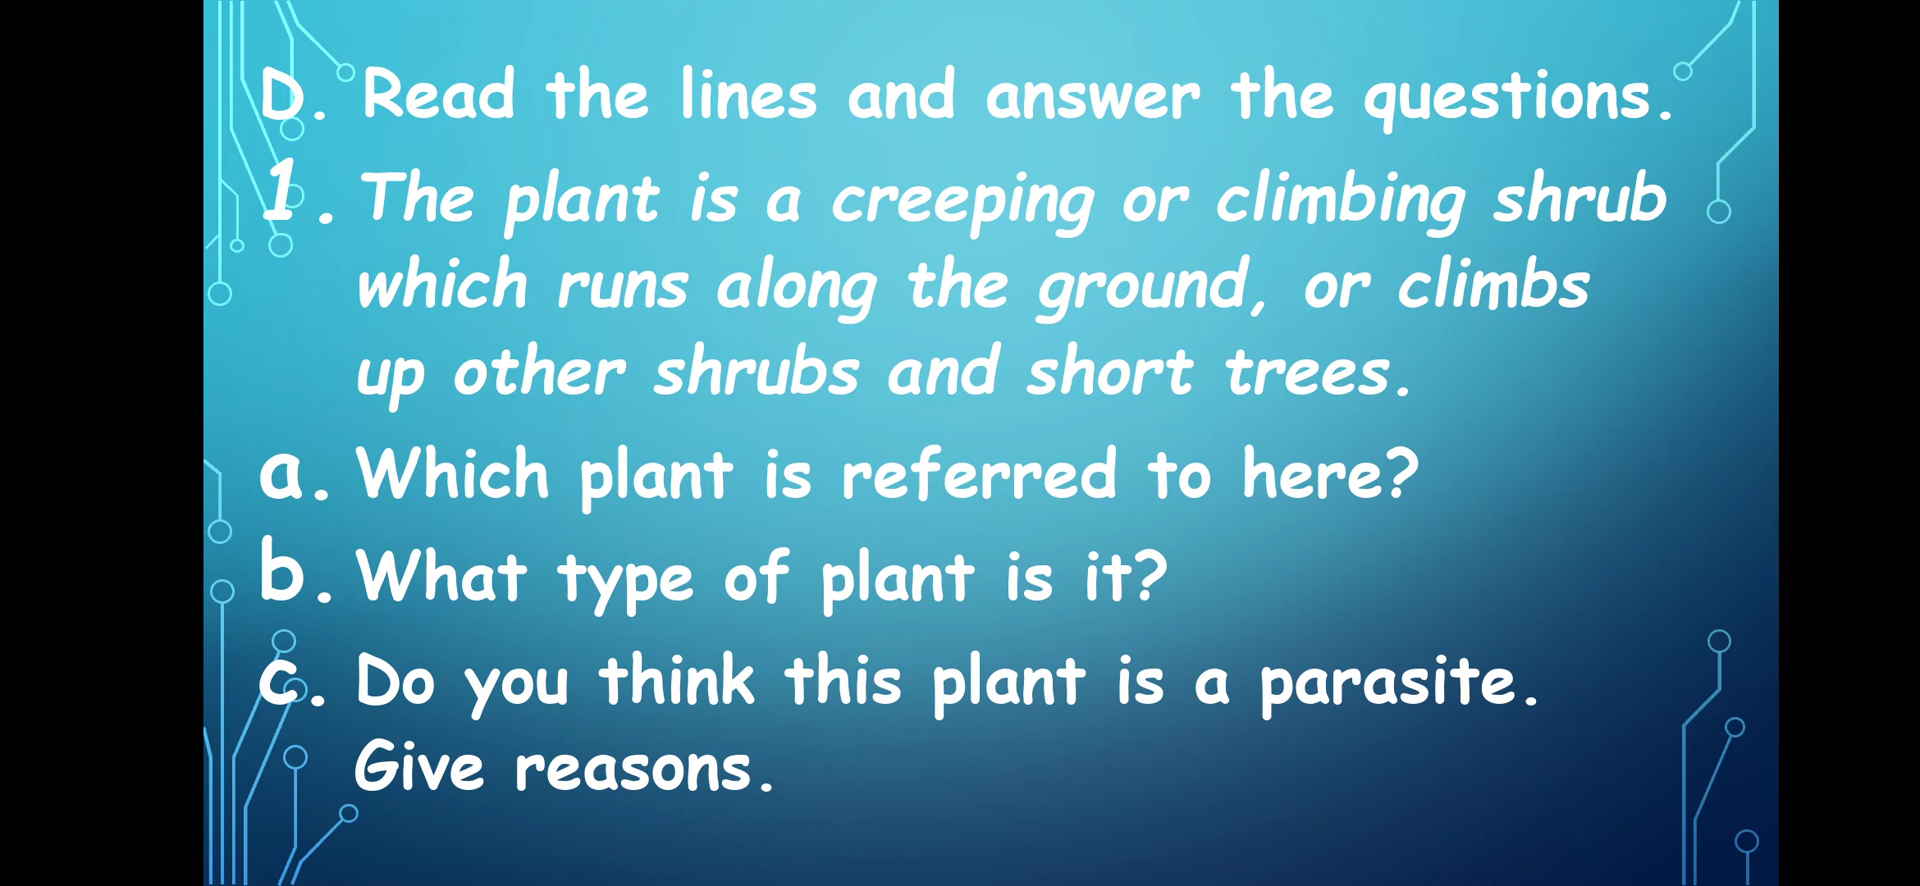 D. Read the lines and answer the questions.
1. The plant is a creeping or climbing shrub
which runs along the ground, or climbs
up other shrubs and short trees.
a. Which plant is referred to here?
b. What type of plant is it?
c. Do you think this plant is a parasite.
Give reasons.